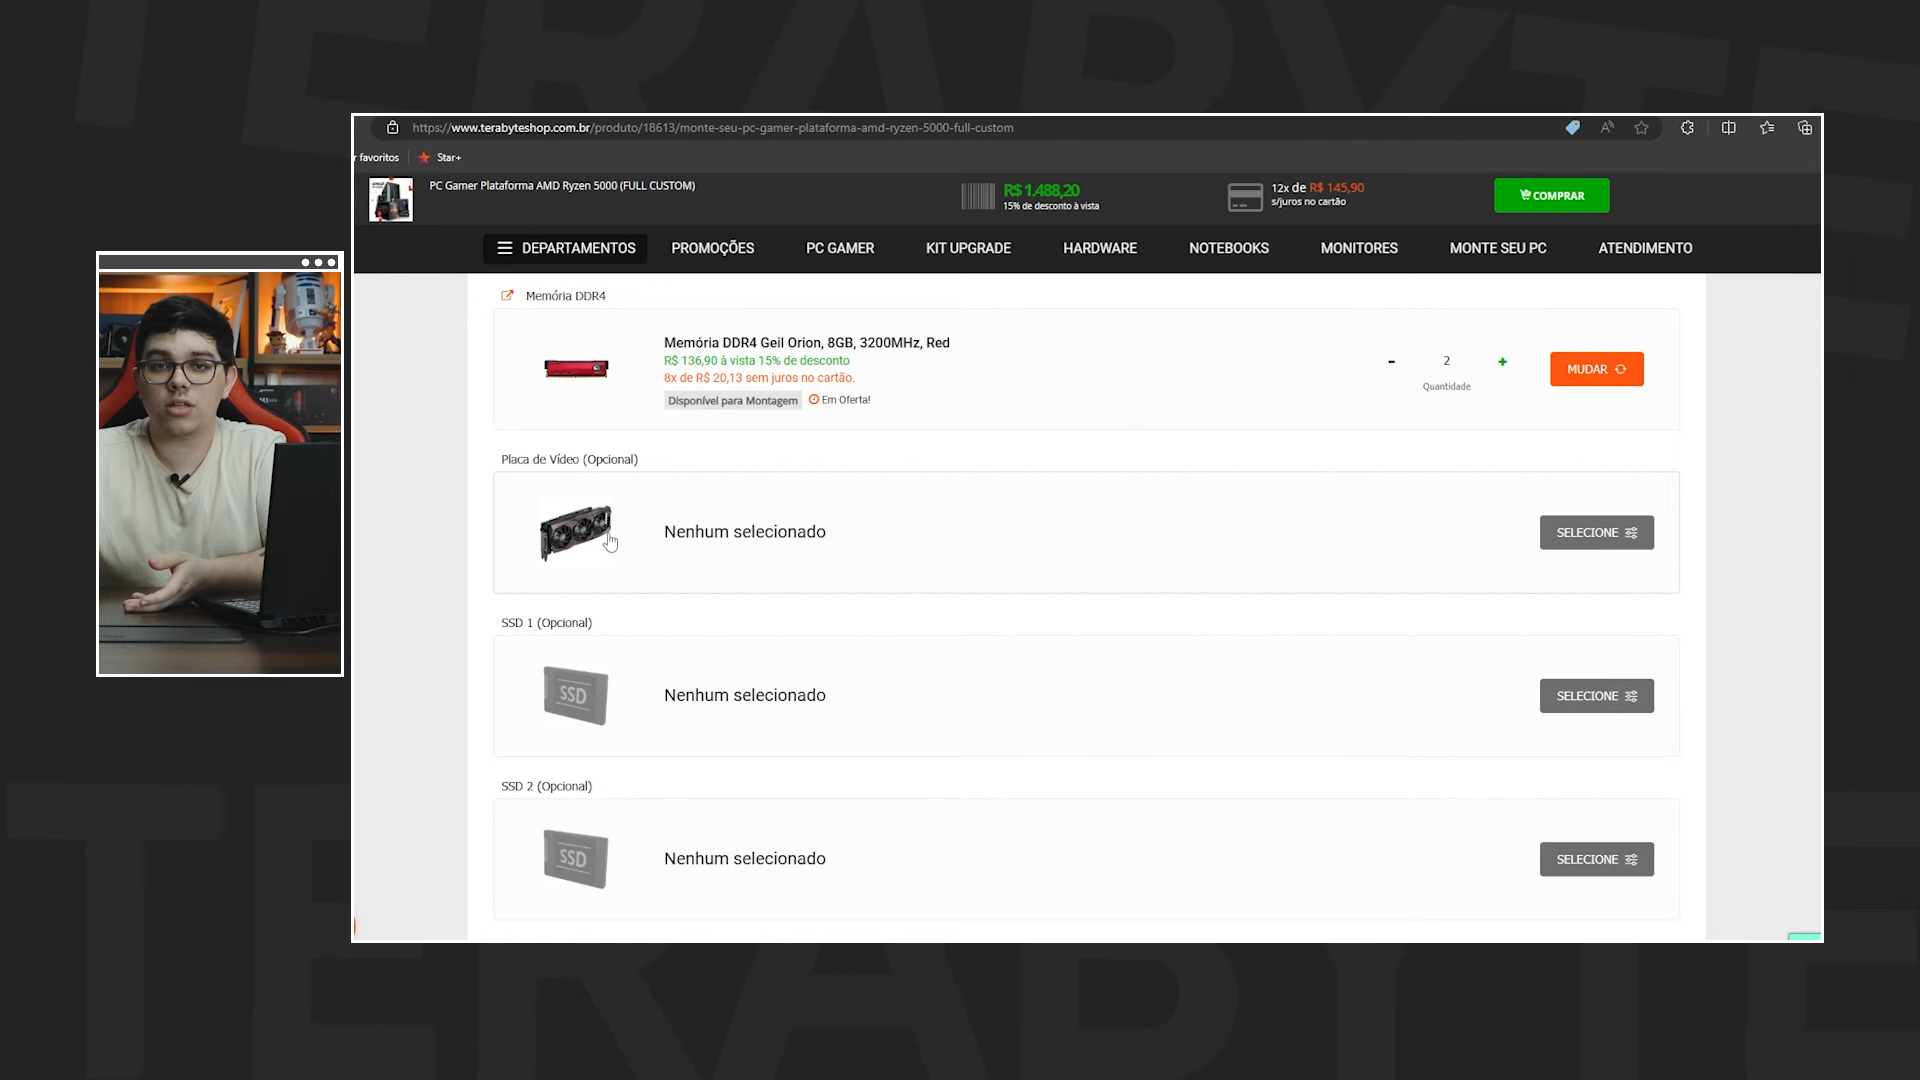 TERABYTE
https://www.terabyteshop.com.br/produto/18613/monte-seu-pc-gamer-plataforma-amd-ryzen-5000-full-custom
r favoritos
Star+
PC Gamer Plataforma AMD Ryzen 5000 (FULL CUSTOM)
R$ 1.488,20
15% de desconto à vista
12x de R$ 145,90
s/juros no cartão
COMPRAR
DEPARTAMENTOS PROMOÇÕES PC GAMER KIT UPGRADE HARDWARE NOTEBOOKS MONITORES MONTE SEU PC ATENDIMENTO
Memória DDR4
Memória DDR4 Geil Orion, 8GB, 3200MHz, Red
R$ 136,90 à vista 15% de desconto
8x de R$ 20,13 sem juros no cartão.
Disponível para Montagem Em Oferta!
- 2 +
Quantidade
MUDAR
Placa de Vídeo (Opcional)
Nenhum selecionado
SELECIONE
SSD 1 (Opcional)
SSD
Nenhum selecionado
SELECIONE
SSD 2 (Opcional)
SSD
Nenhum selecionado
SELECIONE
TERABYTE